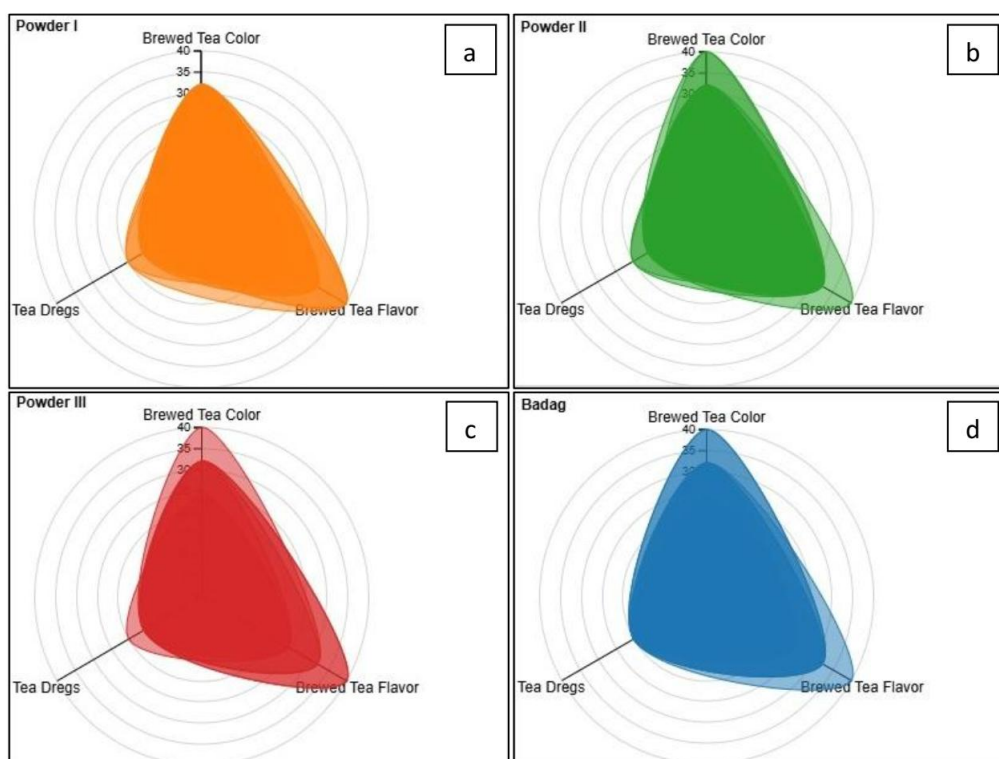 Powder I
a
Brewed Tea Color
40
35
30
Tea Dregs
Brewed Tea Flavor
Powder II
b
Brewed Tea Color
40
35
30
Tea Dregs
Brewed Tea Flavor
Powder III
c
Brewed Tea Color
40
35
30
Tea Dregs
Brewed Tea Flavor
Badag
d
Brewed Tea Color
40
35
30
Tea Dregs
Brewed Tea Flavor